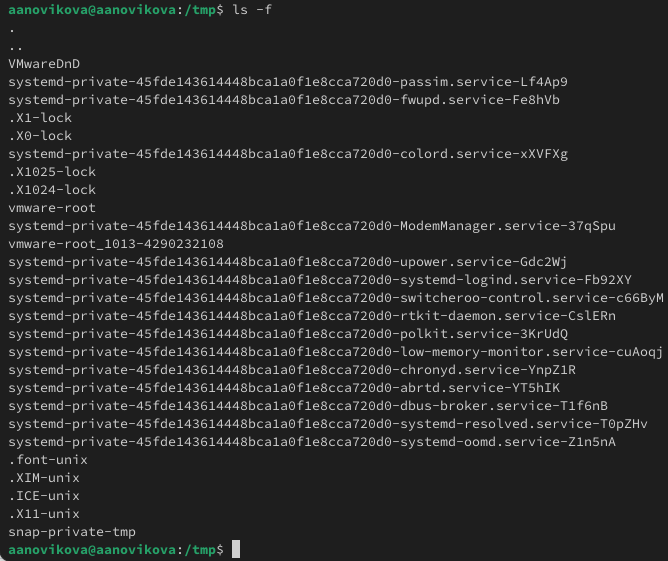 aanovikova@aanovikova:/tmp$ ls -f
.
..
VMwareDnD
systemd-private-45fde143614448bca1a0f1e8cca720d0-passim.service-Lf4Ap9
systemd-private-45fde143614448bca1a0f1e8cca720d0-fwupd.service-Fe8hVb
.X1-lock
.X0-lock
systemd-private-45fde143614448bca1a0f1e8cca720d0-colord.service-xXVFXg
.X1025-lock
.X1024-lock
vmware-root
systemd-private-45fde143614448bca1a0f1e8cca720d0-ModemManager.service-37qSpu
vmware-root_1013-4290232108
systemd-private-45fde143614448bca1a0f1e8cca720d0-upower.service-Gdc2Wj
systemd-private-45fde143614448bca1a0f1e8cca720d0-systemd-logind.service-Fb92XY
systemd-private-45fde143614448bca1a0f1e8cca720d0-switcheroo-control.service-c66ByM
systemd-private-45fde143614448bca1a0f1e8cca720d0-rtkit-daemon.service-CslERn
systemd-private-45fde143614448bca1a0f1e8cca720d0-polkit.service-3KrUdQ
systemd-private-45fde143614448bca1a0f1e8cca720d0-low-memory-monitor.service-cuAoqj
systemd-private-45fde143614448bca1a0f1e8cca720d0-chronyd.service-YnpZ1R
systemd-private-45fde143614448bca1a0f1e8cca720d0-abrtd.service-YT5hIK
systemd-private-45fde143614448bca1a0f1e8cca720d0-dbus-broker.service-T1f6nB
systemd-private-45fde143614448bca1a0f1e8cca720d0-systemd-resolved.service-T0pZHv
systemd-private-45fde143614448bca1a0f1e8cca720d0-systemd-oomd.service-Z1n5nA
.font-unix
.XIM-unix
.ICE-unix
.X11-unix
snap-private-tmp
aanovikova@aanovikova:/tmp$